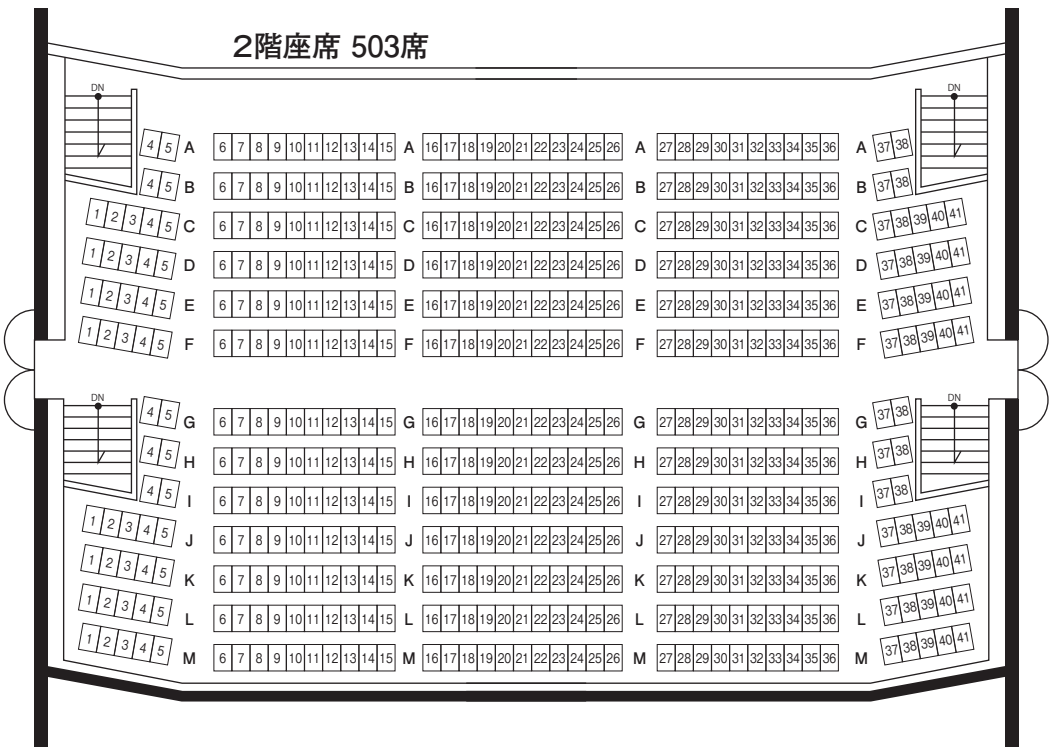 2階座席 503席
DN DN
4 5 A 6 7 8 9 10 11 12 13 14 15 A 16 17 18 19 20 21 22 23 24 25 26 A 27 28 29 30 31 32 33 34 35 36 A 37 38
4 5 B 6 7 8 9 10 11 12 13 14 15 B 16 17 18 19 20 21 22 23 24 25 26 B 27 28 29 30 31 32 33 34 35 36 B 37 38
1 2 3 4 5 C 6 7 8 9 10 11 12 13 14 15 C 16 17 18 19 20 21 22 23 24 25 26 C 27 28 29 30 31 32 33 34 35 36 C 37 38 39 40 41
1 2 3 4 5 D 6 7 8 9 10 11 12 13 14 15 D 16 17 18 19 20 21 22 23 24 25 26 D 27 28 29 30 31 32 33 34 35 36 D 37 38 39 40 41
1 2 3 4 5 E 6 7 8 9 10 11 12 13 14 15 E 16 17 18 19 20 21 22 23 24 25 26 E 27 28 29 30 31 32 33 34 35 36 E 37 38 39 40 41
1 2 3 4 5 F 6 7 8 9 10 11 12 13 14 15 F 16 17 18 19 20 21 22 23 24 25 26 F 27 28 29 30 31 32 33 34 35 36 F 37 38 39 40 41
DN DN
4 5 G 6 7 8 9 10 11 12 13 14 15 G 16 17 18 19 20 21 22 23 24 25 26 G 27 28 29 30 31 32 33 34 35 36 G 37 38
4 5 H 6 7 8 9 10 11 12 13 14 15 H 16 17 18 19 20 21 22 23 24 25 26 H 27 28 29 30 31 32 33 34 35 36 H 37 38
4 5 I 6 7 8 9 10 11 12 13 14 15 I 16 17 18 19 20 21 22 23 24 25 26 I 27 28 29 30 31 32 33 34 35 36 I 37 38
1 2 3 4 5 J 6 7 8 9 10 11 12 13 14 15 J 16 17 18 19 20 21 22 23 24 25 26 J 27 28 29 30 31 32 33 34 35 36 J 37 38 39 40 41
1 2 3 4 5 K 6 7 8 9 10 11 12 13 14 15 K 16 17 18 19 20 21 22 23 24 25 26 K 27 28 29 30 31 32 33 34 35 36 K 37 38 39 40 41
1 2 3 4 5 L 6 7 8 9 10 11 12 13 14 15 L 16 17 18 19 20 21 22 23 24 25 26 L 27 28 29 30 31 32 33 34 35 36 L 37 38 39 40 41
1 2 3 4 5 M 6 7 8 9 10 11 12 13 14 15 M 16 17 18 19 20 21 22 23 24 25 26 M 27 28 29 30 31 32 33 34 35 36 M 37 38 39 40 41